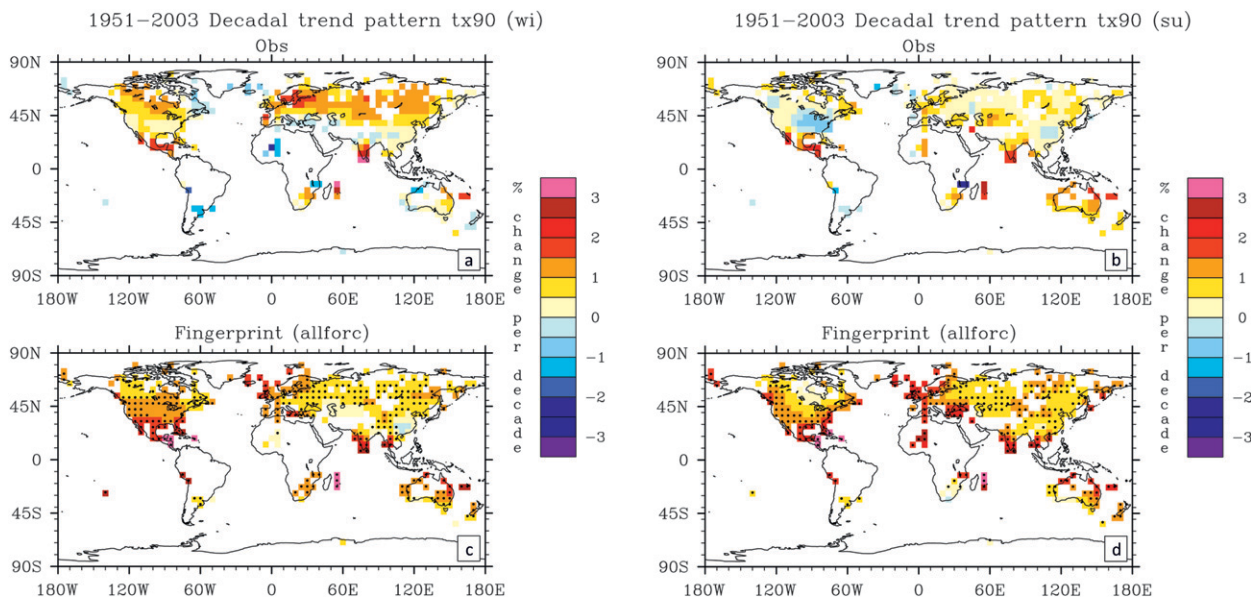 1951−2003 Decadal trend pattern tx90 (wi)
Obs
90N
45N
0
45S
90S
180W 120W 60W 0 60E 120E 180E
a
% change per decade
3
2
1
0
−1
−2
−3
Fingerprint (allforc)
90N
45N
0
45S
90S
180W 120W 60W 0 60E 120E 180E
c
1951−2003 Decadal trend pattern tx90 (su)
Obs
90N
45N
0
45S
90S
180W 120W 60W 0 60E 120E 180E
b
% change per decade
3
2
1
0
−1
−2
−3
Fingerprint (allforc)
90N
45N
0
45S
90S
180W 120W 60W 0 60E 120E 180E
d